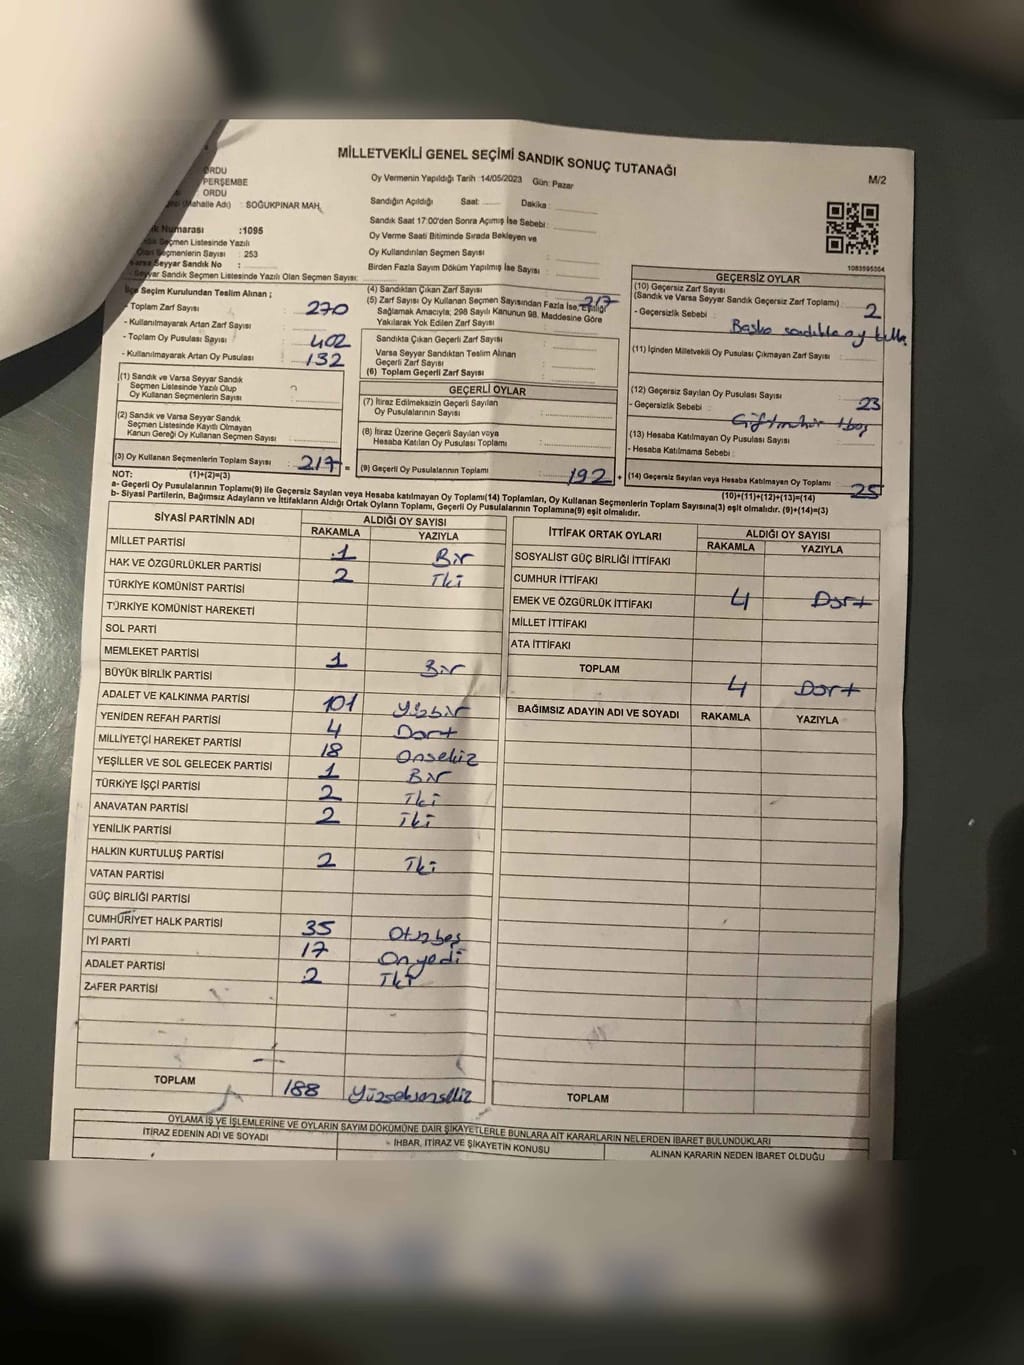 MİLLETVEKİLİ GENEL SEÇİMİ SANDIK SONUÇ TUTANAĞI
M/2
ORDU
PERŞEMBE
ORDU
(Mahalle Adı) : SOĞUKPINAR MAH.
Numarası :1095
Seçmen Listesinde Yazılı
Olan Seçmenlerin Sayısı : 253
Varsa Seyyar Sandık No :
Seyyar Sandık Seçmen Listesinde Yazılı Olan Seçmen Sayısı:
Oy Vermenin Yapıldığı Tarih :14/05/2023 Gün: Pazar
Sandığın Açıldığı Saat: Dakika :
Sandık Saat 17:00'den Sonra Açılmış İse Sebebi :
Oy Verme Saati Bitiminde Sırada Bekleyen ve
Oy Kullandırılan Seçmen Sayısı :
Birden Fazla Sayım Döküm Yapılmış İse Sayısı :
1083595304
İlçe Seçim Kurulundan Teslim Alınan ;
- Toplam Zarf Sayısı : 270
- Kullanılmayarak Artan Zarf Sayısı :
- Toplam Oy Pusulası Sayısı : 402
- Kullanılmayarak Artan Oy Pusulası : 132
(1) Sandık ve Varsa Seyyar Sandık
Seçmen Listesinde Yazılı Olup
Oy Kullanan Seçmenlerin Sayısı :
(2) Sandık ve Varsa Seyyar Sandık
Seçmen Listesinde Kayıtlı Olmayan
Kanun Gereği Oy Kullanan Seçmen Sayısı :
(3) Oy Kullanan Seçmenlerin Toplam Sayısı : 217 =
(1)+(2)=(3)
(4) Sandıktan Çıkan Zarf Sayısı : 217
(5) Zarf Sayısı Oy Kullanan Seçmen Sayısından Fazla İse, Eşitliği
Sağlamak Amacıyla; 298 Sayılı Kanunun 98. Maddesine Göre
Yakılarak Yok Edilen Zarf Sayısı :
Sandıkta Çıkan Geçerli Zarf Sayısı :
Varsa Seyyar Sandıktan Teslim Alınan
Geçerli Zarf Sayısı :
(6) Toplam Geçerli Zarf Sayısı :
GEÇERLİ OYLAR
(7) İtiraz Edilmeksizin Geçerli Sayılan
Oy Pusulalarının Sayısı :
(8) İtiraz Üzerine Geçerli Sayılan veya
Hesaba Katılan Oy Pusulası Toplamı :
(9) Geçerli Oy Pusulalarının Toplamı : 192 +
GEÇERSİZ OYLAR
(10) Geçersiz Zarf Sayısı
(Sandık ve Varsa Seyyar Sandık Geçersiz Zarf Toplamı) : 2
- Geçersizlik Sebebi : Başka sandıkta oy
(11) İçinden Milletvekili Oy Pusulası Çıkmayan Zarf Sayısı :
(12) Geçersiz Sayılan Oy Pusulası Sayısı : 23
- Geçersizlik Sebebi :
(13) Hesaba Katılmayan Oy Pusulası Sayısı :
- Hesaba Katılmama Sebebi :
(14) Geçersiz Sayılan veya Hesaba Katılmayan Oy Toplamı : 25
(10)+(11)+(12)+(13)=(14)
NOT:
a- Geçerli Oy Pusulalarının Toplamı(9) ile Geçersiz Sayılan veya Hesaba katılmayan Oy Toplamı(14) Toplamları, Oy Kullanan Seçmenlerin Toplam Sayısına(3) eşit olmalıdır. (9)+(14)=(3)
b- Siyasi Partilerin, Bağımsız Adayların ve İttifakların Aldığı Ortak Oyların Toplamı, Geçerli Oy Pusulalarının Toplamına(9) eşit olmalıdır.
SİYASİ PARTİNİN ADI ALDIĞI OY SAYISI
RAKAMLA YAZIYLA
MİLLET PARTİSİ 1 Bir
HAK VE ÖZGÜRLÜKLER PARTİSİ 2 İki
TÜRKİYE KOMÜNİST PARTİSİ
TÜRKİYE KOMÜNİST HAREKETİ
SOL PARTİ
MEMLEKET PARTİSİ 1 Bir
BÜYÜK BİRLİK PARTİSİ
ADALET VE KALKINMA PARTİSİ 101 Yüzbir
YENİDEN REFAH PARTİSİ 4 Dört
MİLLİYETÇİ HAREKET PARTİSİ 18 Onsekiz
YEŞİLLER VE SOL GELECEK PARTİSİ 1 Bir
TÜRKİYE İŞÇİ PARTİSİ 2 İki
ANAVATAN PARTİSİ 2 İki
YENİLİK PARTİSİ
HALKIN KURTULUŞ PARTİSİ 2 İki
VATAN PARTİSİ
GÜÇ BİRLİĞİ PARTİSİ
CUMHURİYET HALK PARTİSİ 35 Otuzbeş
İYİ PARTİ 17 Onyedi
ADALET PARTİSİ 2 İki
ZAFER PARTİSİ
TOPLAM 188 Yüzseksensekiz
İTTİFAK ORTAK OYLARI ALDIĞI OY SAYISI
RAKAMLA YAZIYLA
SOSYALİST GÜÇ BİRLİĞİ İTTİFAKI
CUMHUR İTTİFAKI 4 Dört
EMEK VE ÖZGÜRLÜK İTTİFAKI
MİLLET İTTİFAKI
ATA İTTİFAKI
TOPLAM 4 Dört
BAĞIMSIZ ADAYIN ADI VE SOYADI RAKAMLA YAZIYLA
TOPLAM
OYLAMA İŞ VE İŞLEMLERİNE VE OYLARIN SAYIM DÖKÜMÜNE DAİR ŞİKAYETLERLE BUNLARA AİT KARARLARIN NELERDEN İBARET BULUNDUKLARI
İTİRAZ EDENİN ADI VE SOYADI İHBAR, İTİRAZ VE ŞİKAYETİN KONUSU ALINAN KARARIN NEDEN İBARET OLDUĞU